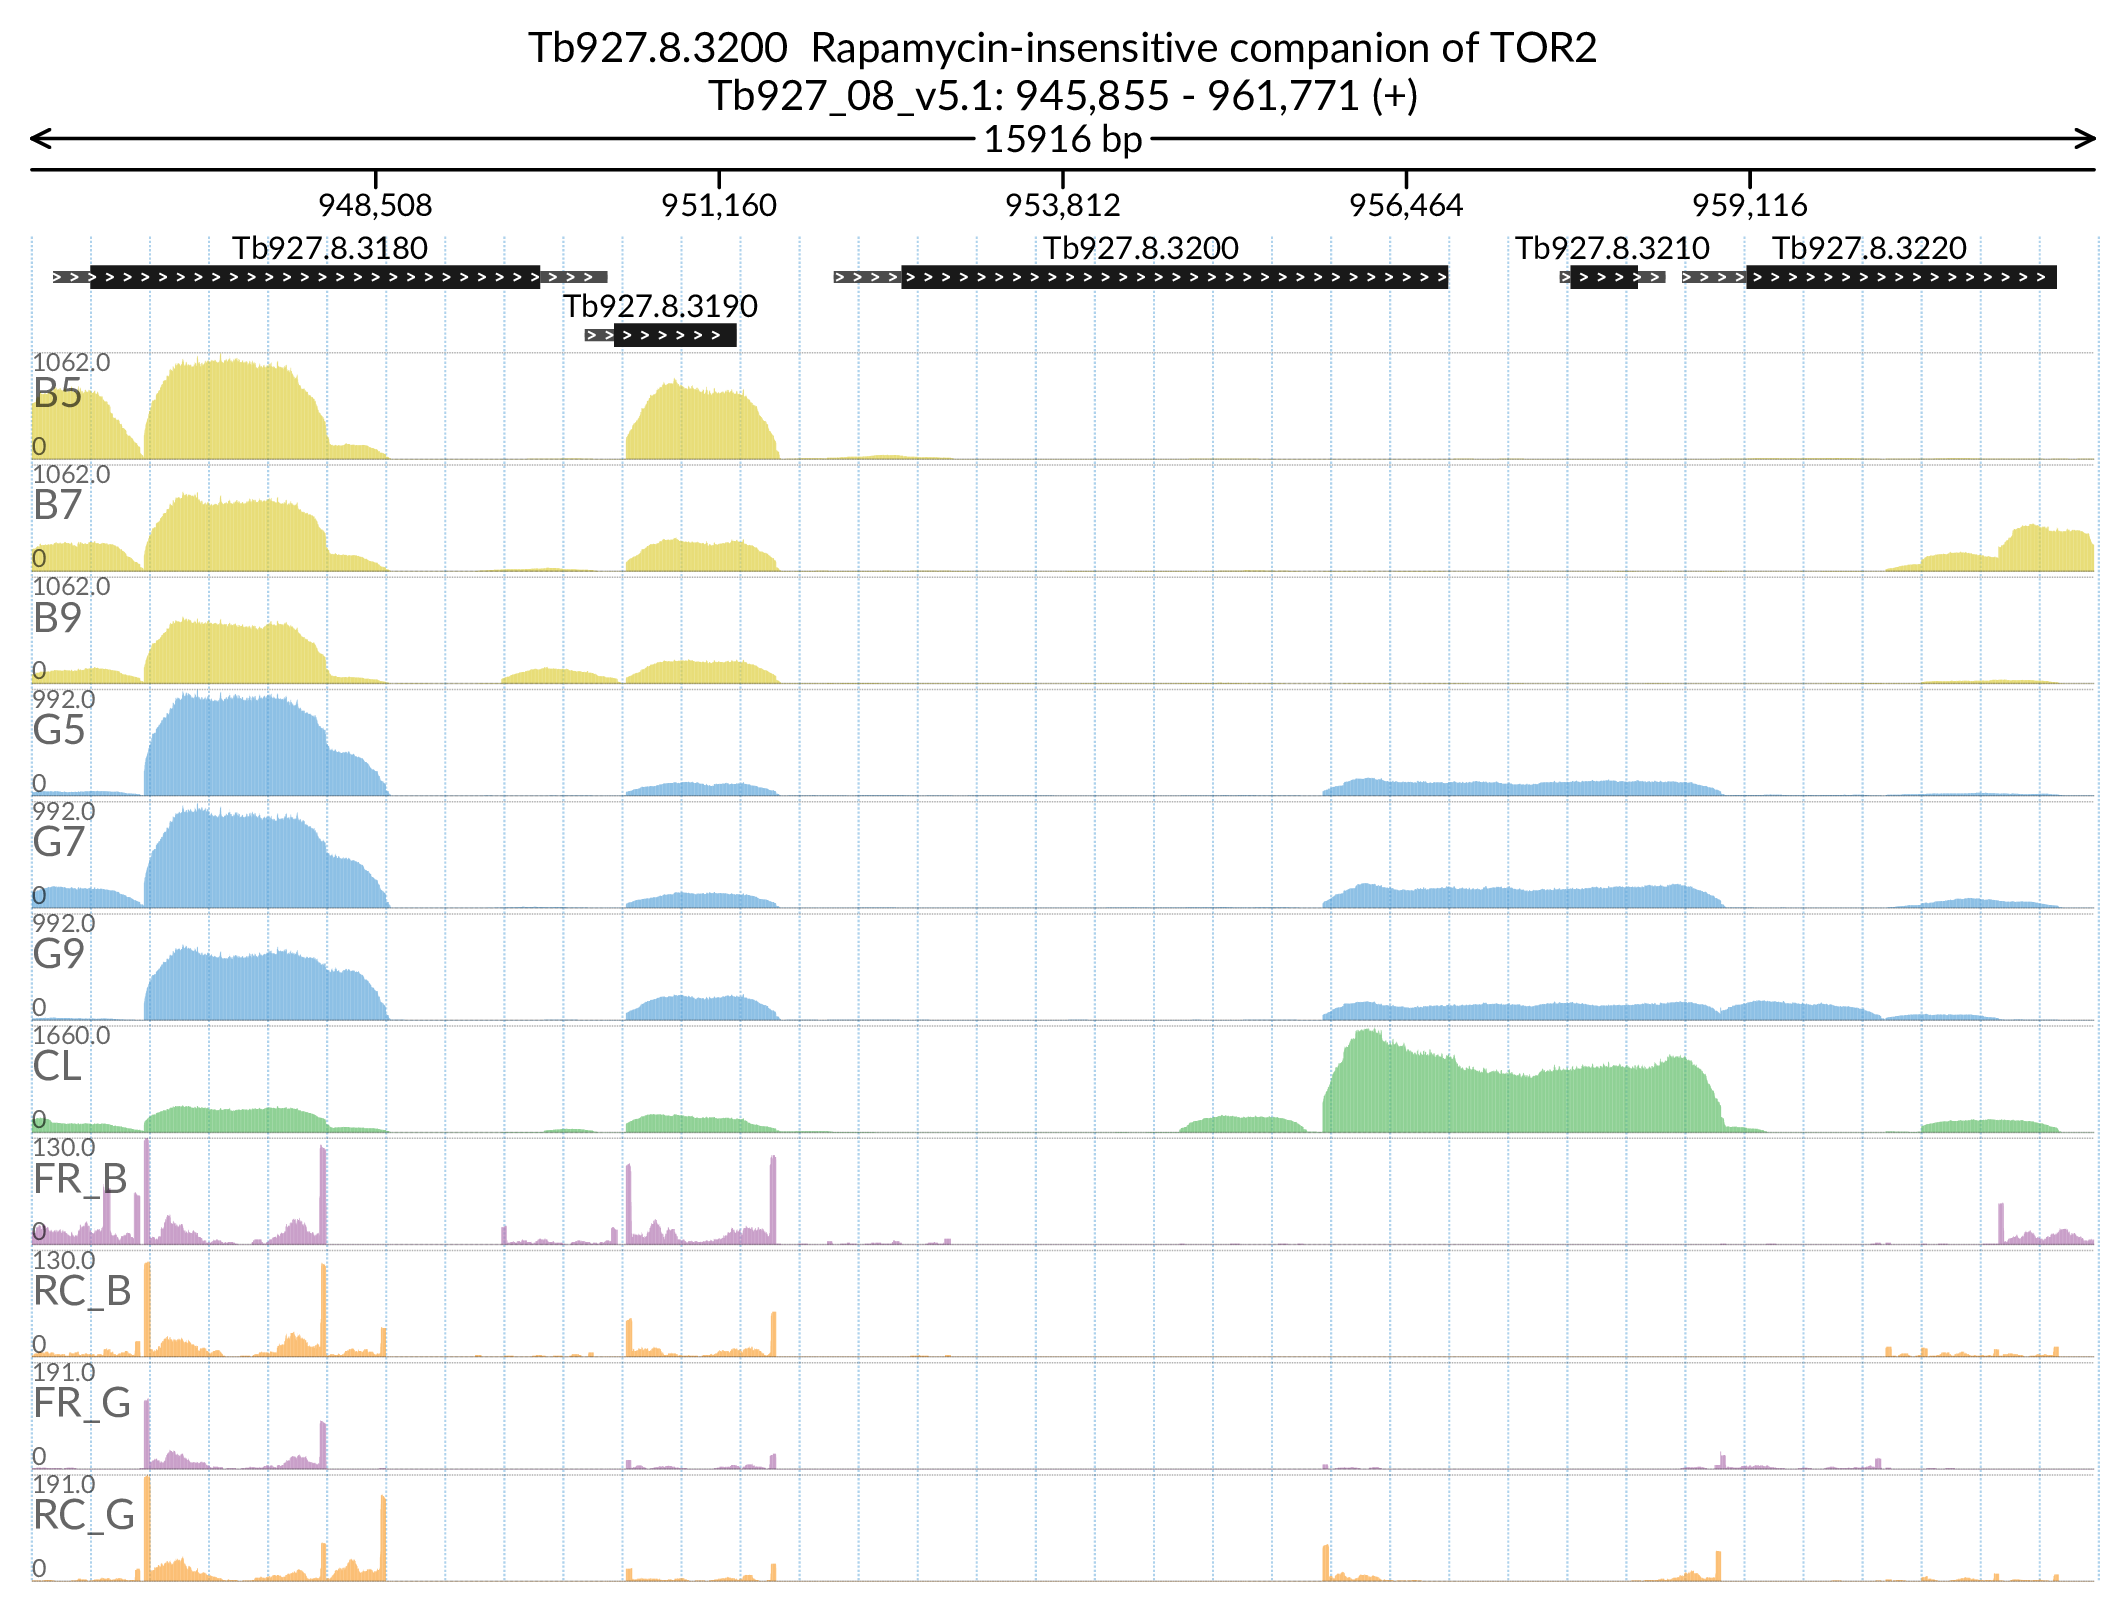 Tb927.8.3200  Rapamycin-insensitive companion of TOR2
Tb927_08_v5.1: 945,855 - 961,771 (+)
15916 bp
948,508 951,160 953,812 956,464 959,116
Tb927.8.3180 Tb927.8.3200 Tb927.8.3210 Tb927.8.3220
Tb927.8.3190
1062.0
B5
0
1062.0
B7
0
1062.0
B9
0
992.0
G5
0
992.0
G7
0
992.0
G9
0
1660.0
CL
0
130.0
FR_B
0
130.0
RC_B
0
191.0
FR_G
0
191.0
RC_G
0